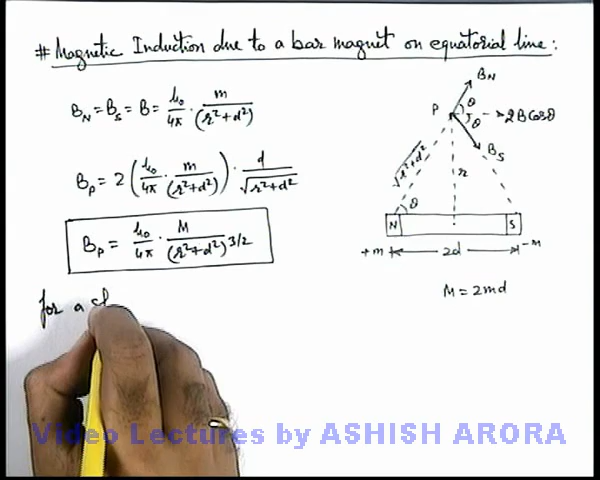 # Magnetic Induction due to a bar magnet on equatorial line:
B_N = B_S = B = μ₀/4π · m/(r²+d²)
B_P = 2 (μ₀/4π · m/(r²+d²)) · d/√(r²+d²)
B_P = μ₀/4π · M/(r²+d²)^3/2
for a sh
B_N
P θ
θ → 2B cosθ
B_S
√(r²+d²) r
θ
N S
+m 2d -m
M = 2md
Video Lectures by ASHISH ARORA